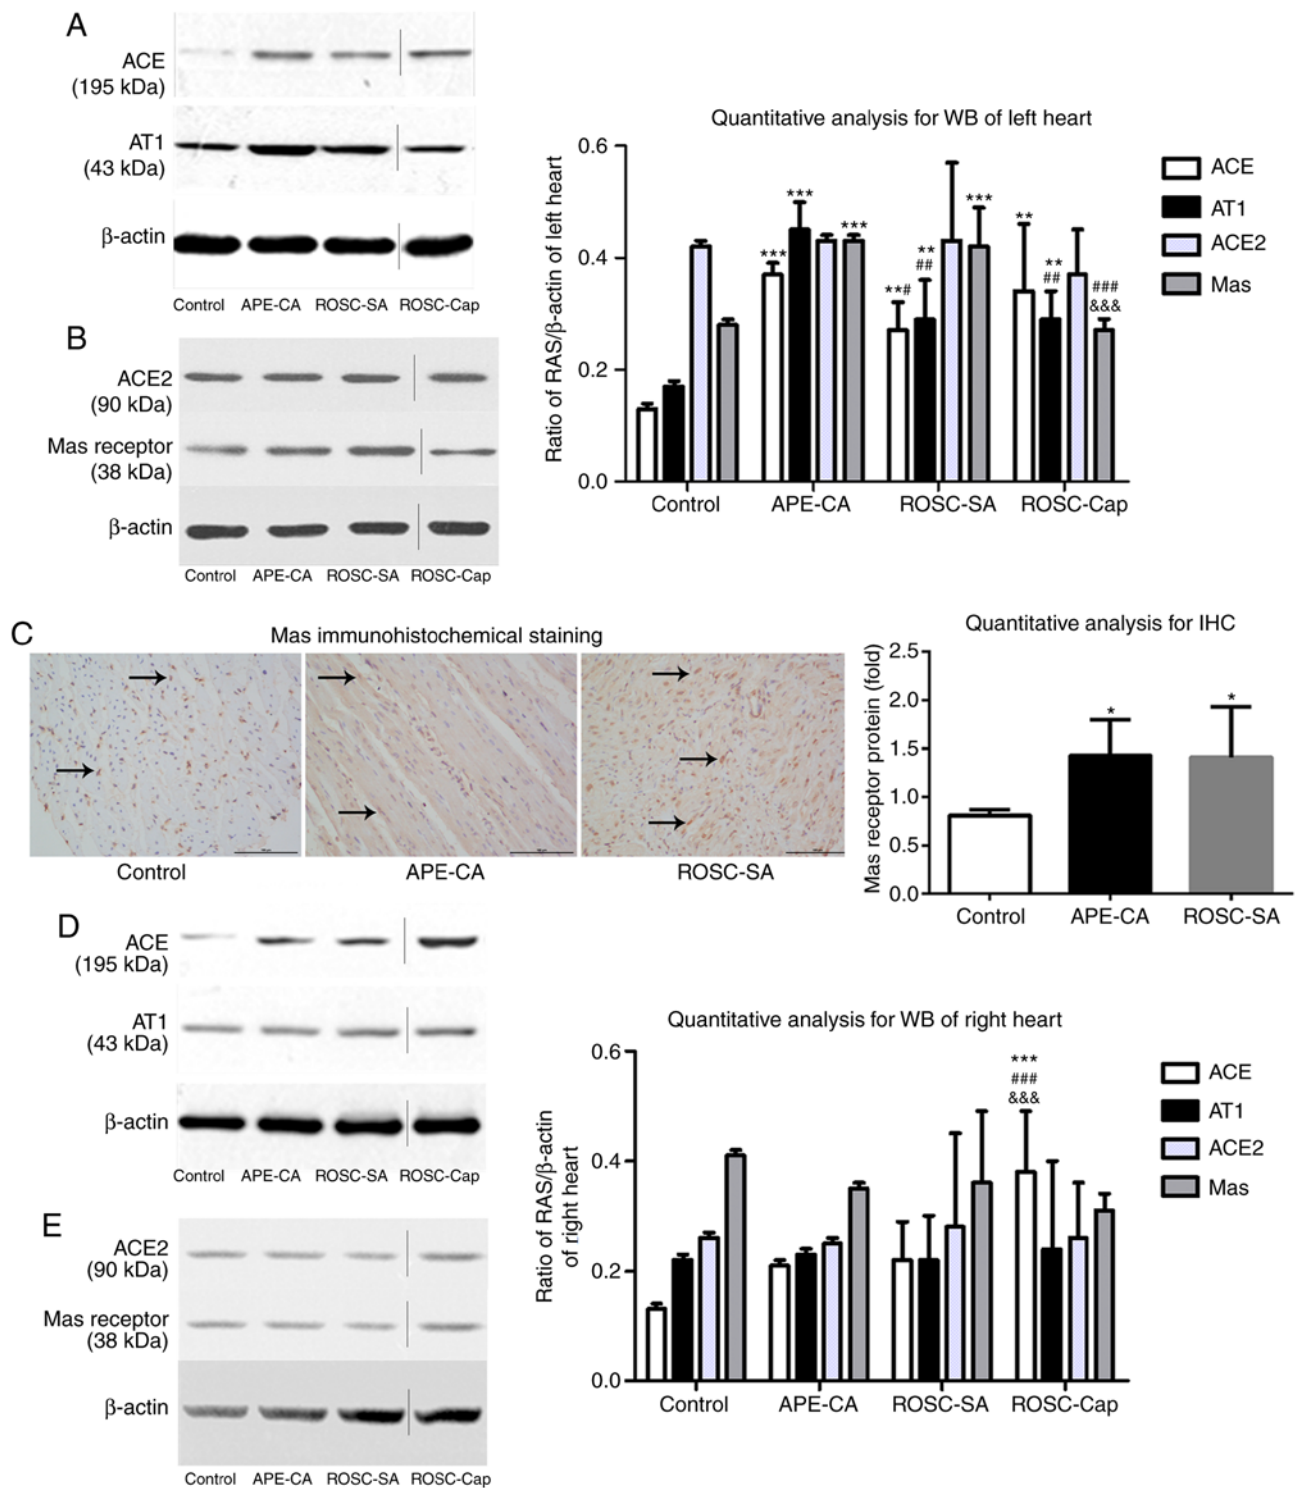 A
ACE
(195 kDa)
AT1
(43 kDa)
β-actin
Control APE-CA ROSC-SA ROSC-Cap
B
ACE2
(90 kDa)
Mas receptor
(38 kDa)
β-actin
Control APE-CA ROSC-SA ROSC-Cap
Quantitative analysis for WB of left heart
Ratio of RAS/β-actin of left heart
0.6
0.4
0.2
0.0
***
***
***
**#
**
##
***
**
**
##
###
&&&
Control APE-CA ROSC-SA ROSC-Cap
ACE
AT1
ACE2
Mas
C
Mas immunohistochemical staining
Control APE-CA ROSC-SA
Quantitative analysis for IHC
Mas receptor protein (fold)
2.5
2.0
1.5
1.0
0.5
0.0
*
*
Control APE-CA ROSC-SA
D
ACE
(195 kDa)
AT1
(43 kDa)
β-actin
Control APE-CA ROSC-SA ROSC-Cap
E
ACE2
(90 kDa)
Mas receptor
(38 kDa)
β-actin
Control APE-CA ROSC-SA ROSC-Cap
Quantitative analysis for WB of right heart
Ratio of RAS/β-actin
of right heart
0.6
0.4
0.2
0.0
***
###
&&&
Control APE-CA ROSC-SA ROSC-Cap
ACE
AT1
ACE2
Mas